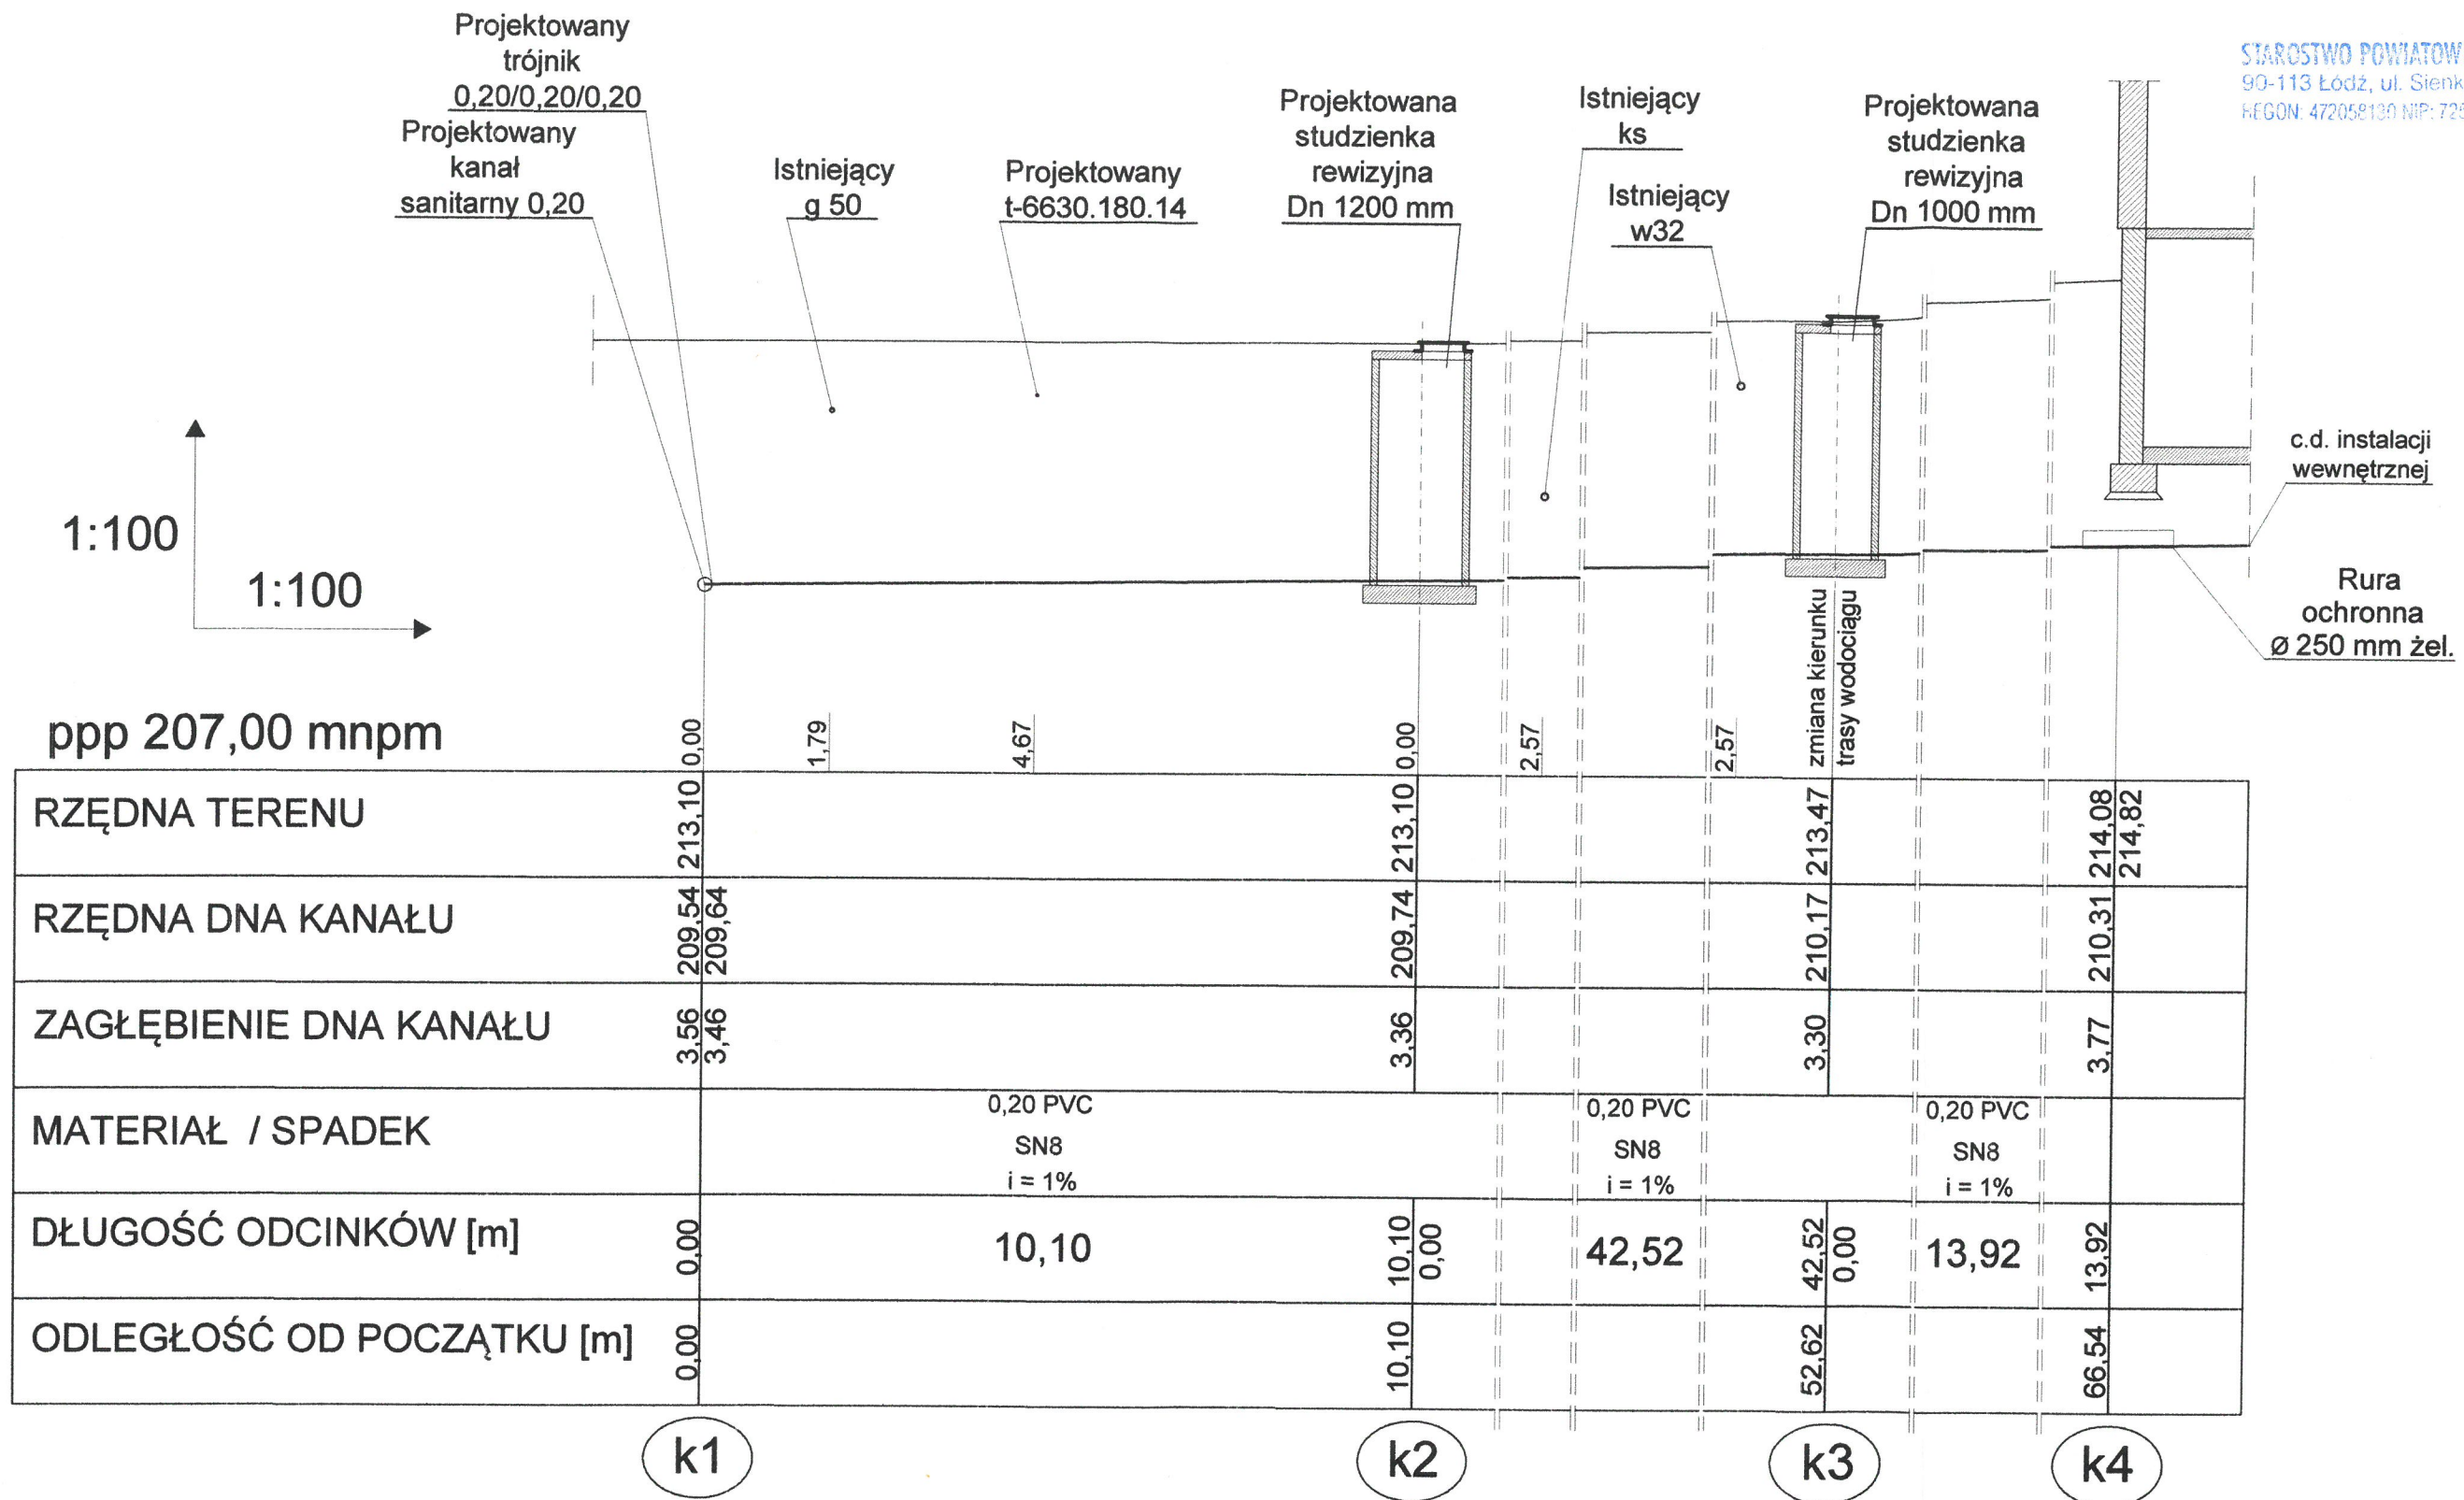 Projektowany
trójnik
0,20/0,20/0,20
Projektowany
kanał
sanitarny 0,20
Istniejący
g 50
Projektowany
t-6630.180.14
Projektowana
studzienka
rewizyjna
Dn 1200 mm
Istniejący
ks
Istniejący
w32
Projektowana
studzienka
rewizyjna
Dn 1000 mm
STAROSTWO POWIATOW
90-113 Łódź, ul. Sienk
REGON: 472058130 NIP: 725
c.d. instalacji
wewnętrznej
Rura
ochronna
Ø 250 mm żel.
1:100
1:100
zmiana kierunku
trasy wodociągu
ppp 207,00 mnpm
0,00
1,79
4,67
0,00
2,57
2,57
RZĘDNA TERENU
213,10
213,10
213,47
214,08
214,82
RZĘDNA DNA KANAŁU
209,54
209,64
209,74
210,17
210,31
ZAGŁĘBIENIE DNA KANAŁU
3,56
3,46
3,36
3,30
3,77
MATERIAŁ / SPADEK
0,20 PVC
SN8
i = 1%
0,20 PVC
SN8
i = 1%
0,20 PVC
SN8
i = 1%
DŁUGOŚĆ ODCINKÓW [m]
0,00
10,10
10,10
0,00
42,52
42,52
0,00
13,92
13,92
ODLEGŁOŚĆ OD POCZĄTKU [m]
0,00
10,10
52,62
66,54
k1
k2
k3
k4